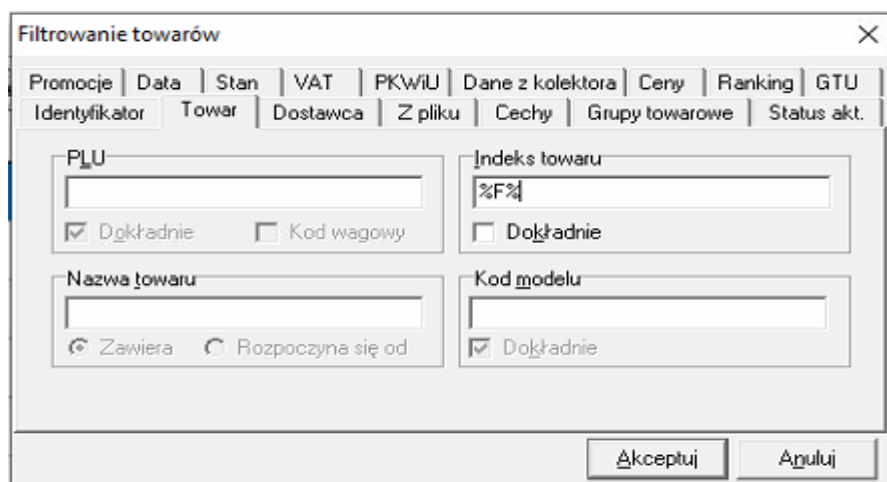 Filtrowanie towarów
Promocje Data Stan VAT PKWiU Dane z kolektora Ceny Ranking GTU
Identyfikator Towar Dostawca Z pliku Cechy Grupy towarowe Status akt.
PLU Indeks towaru
%F%
Dokładnie Kod wagowy Dokładnie
Nazwa towaru Kod modelu
Zawiera Rozpoczyna się od Dokładnie
Akceptuj Anuluj